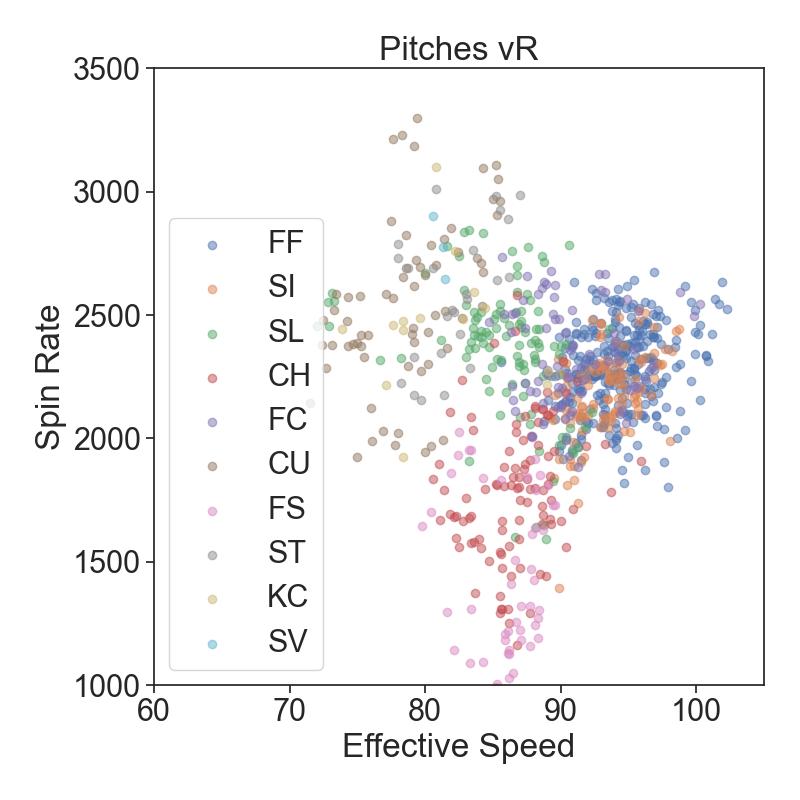 Pitches vR
3500
3000
2500
2000
1500
1000
Spin Rate
FF
SI
SL
CH
FC
CU
FS
ST
KC
SV
60 70 80 90 100
Effective Speed